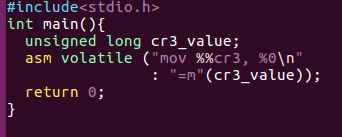 #include<stdio.h>
int main(){
  unsigned long cr3_value;
  asm volatile ("mov %%cr3, %0\n"
                : "=m"(cr3_value));
  return 0;
}